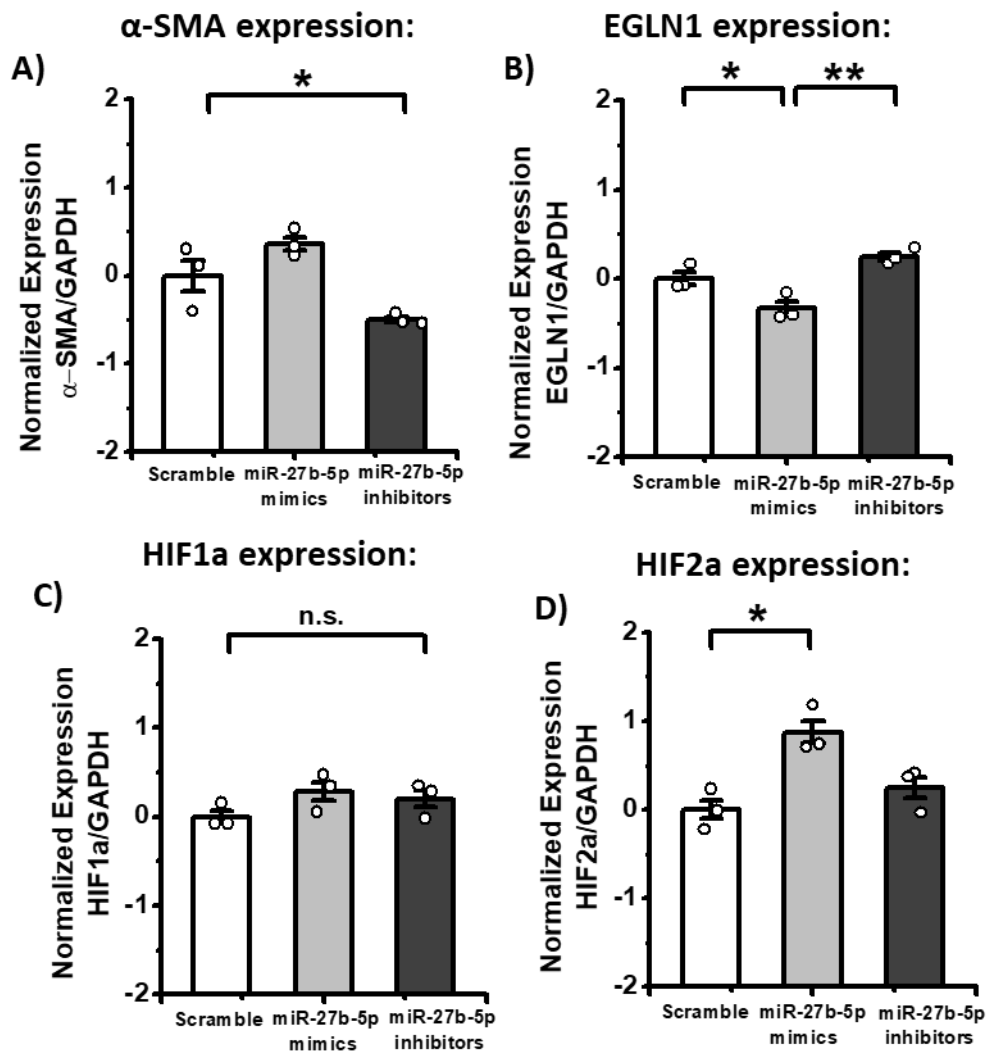 α-SMA expression:
A)
*
Normalized Expression
α–SMA/GAPDH
2
1
0
-1
-2
Scramble
miR-27b-5p
mimics
miR-27b-5p
inhibitors
EGLN1 expression:
B)
*
**
Normalized Expression
EGLN1/GAPDH
2
1
0
-1
-2
Scramble
miR-27b-5p
mimics
miR-27b-5p
inhibitors
HIF1a expression:
C)
n.s.
Normalized Expression
HIF1a/GAPDH
2
1
0
-1
-2
Scramble
miR-27b-5p
mimics
miR-27b-5p
inhibitors
HIF2a expression:
D)
*
Normalized Expression
HIF2a/GAPDH
2
1
0
-1
-2
Scramble
miR-27b-5p
mimics
miR-27b-5p
inhibitors